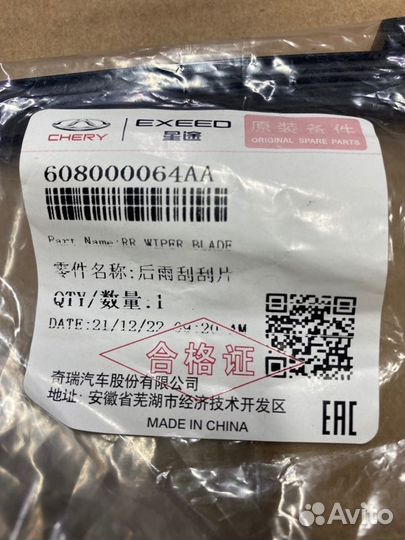 CHERY
EXEED
星途
原装备件
ORIGINAL SPARE PARTS
608000064AA
Part Name:RR WIPER BLADE
零件名称:后雨刮刮片
QTY/数量:1
DATE:21/12/22 09:20 AM
合格证
奇瑞汽车股份有限公司
地址: 安徽省芜湖市经济技术开发区
MADE IN CHINA
EAC
Avito